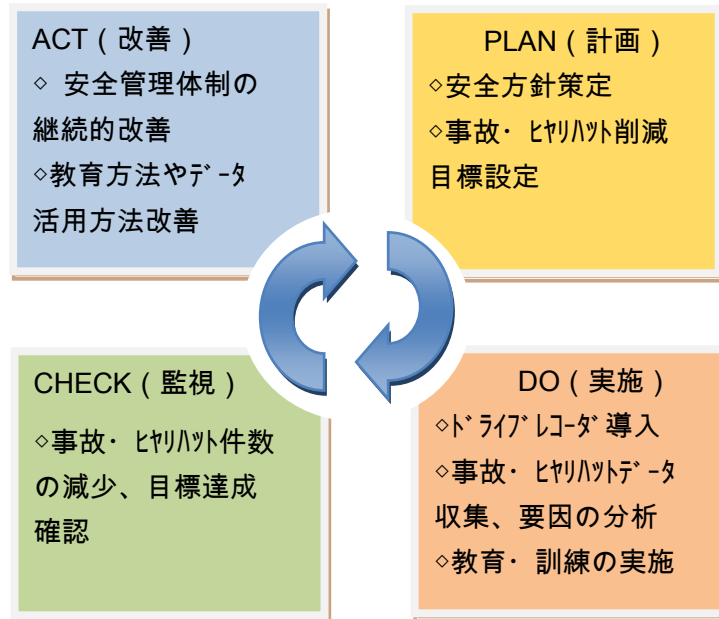 ACT（改善）
◇ 安全管理体制の
継続的改善
◇教育方法やﾃﾞｰﾀ
活用方法改善
PLAN（計画）
◇安全方針策定
◇事故・ﾋﾔﾘﾊｯﾄ削減
目標設定
CHECK（監視）
◇事故・ﾋﾔﾘﾊｯﾄ件数
の減少、目標達成
確認
DO（実施）
◇ﾄﾞﾗｲﾌﾞﾚｺｰﾀﾞ導入
◇事故・ﾋﾔﾘﾊｯﾄﾃﾞｰﾀ
収集、要因の分析
◇教育・訓練の実施